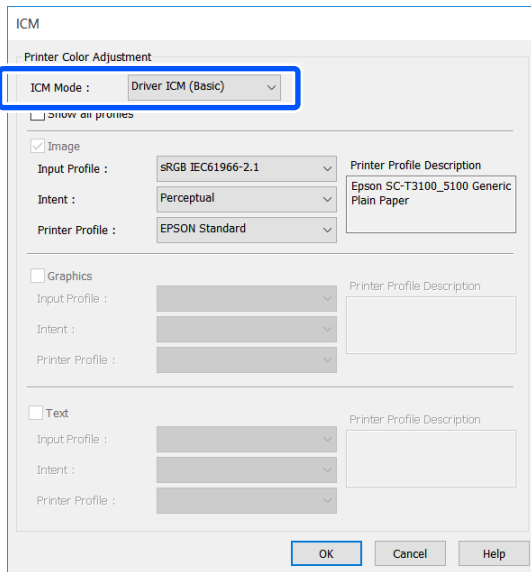 ICM
Printer Color Adjustment
ICM Mode : Driver ICM (Basic)
Show all profiles
Image
Input Profile : sRGB IEC61966-2.1 Printer Profile Description
Intent : Perceptual Epson SC-T3100_5100 Generic
Plain Paper
Printer Profile : EPSON Standard
Graphics
Input Profile : Printer Profile Description
Intent :
Printer Profile :
Text
Input Profile : Printer Profile Description
Intent :
Printer Profile :
OK Cancel Help